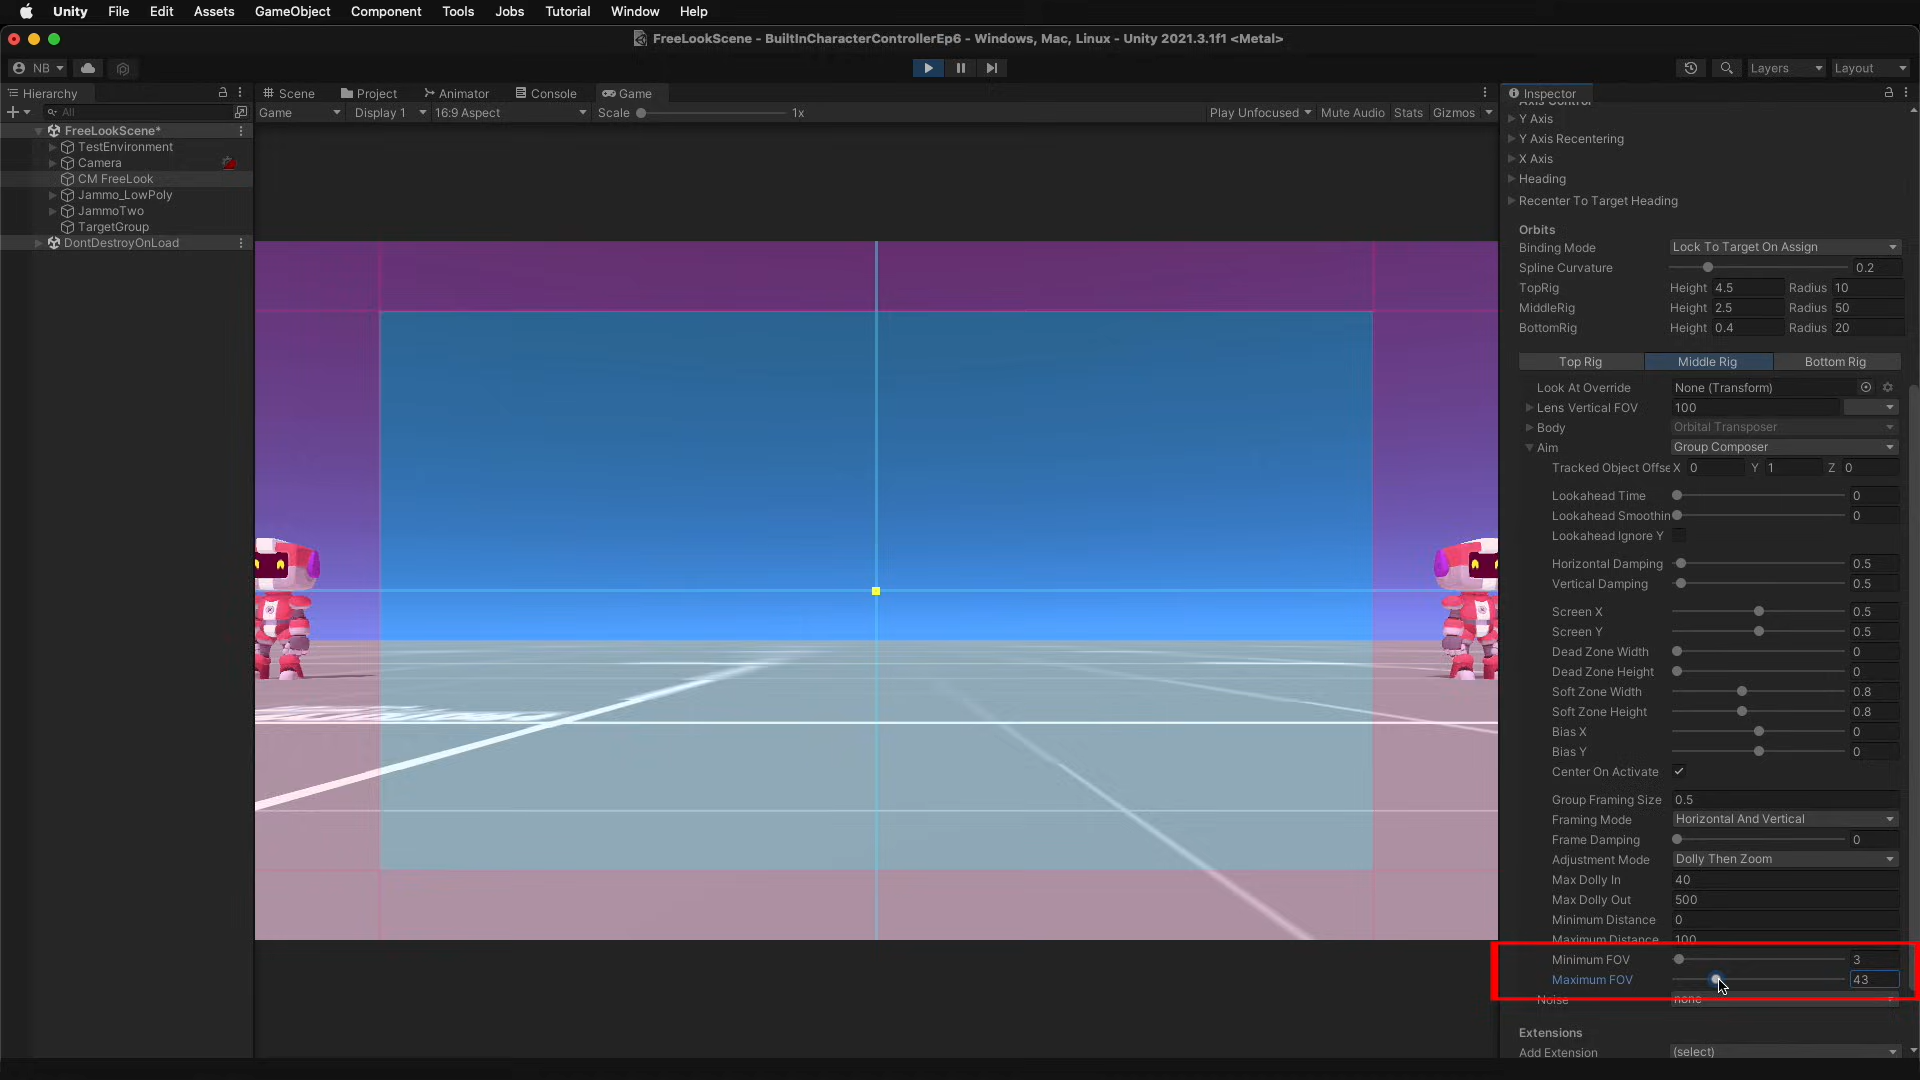 Unity File Edit Assets GameObject Component Tools Jobs Tutorial Window Help
FreeLookScene - BuiltInCharacterControllerEp6 - Windows, Mac, Linux - Unity 2021.3.1f1 <Metal>
NB Layers Layout
Hierarchy Scene Project Animator Console Game Inspector
All Game Display 1 16:9 Aspect Scale 1x Play Unfocused Mute Audio Stats Gizmos
FreeLookScene*
TestEnvironment
Camera
CM FreeLook
Jammo_LowPoly
JammoTwo
TargetGroup
DontDestroyOnLoad
Axis Control
Y Axis
Y Axis Recentering
X Axis
Heading
Recenter To Target Heading
Orbits
Binding Mode Lock To Target On Assign
Spline Curvature 0.2
TopRig Height 4.5 Radius 10
MiddleRig Height 2.5 Radius 50
BottomRig Height 0.4 Radius 20
Top Rig Middle Rig Bottom Rig
Look At Override None (Transform)
Lens Vertical FOV 100
Body Orbital Transposer
Aim Group Composer
Tracked Object Offse X 0 Y 1 Z 0
Lookahead Time 0
Lookahead Smoothin 0
Lookahead Ignore Y
Horizontal Damping 0.5
Vertical Damping 0.5
Screen X 0.5
Screen Y 0.5
Dead Zone Width 0
Dead Zone Height 0
Soft Zone Width 0.8
Soft Zone Height 0.8
Bias X 0
Bias Y 0
Center On Activate
Group Framing Size 0.5
Framing Mode Horizontal And Vertical
Frame Damping 0
Adjustment Mode Dolly Then Zoom
Max Dolly In 40
Max Dolly Out 500
Minimum Distance 0
Maximum Distance 100
Minimum FOV 3
Maximum FOV 43
Noise none
Extensions
Add Extension (select)